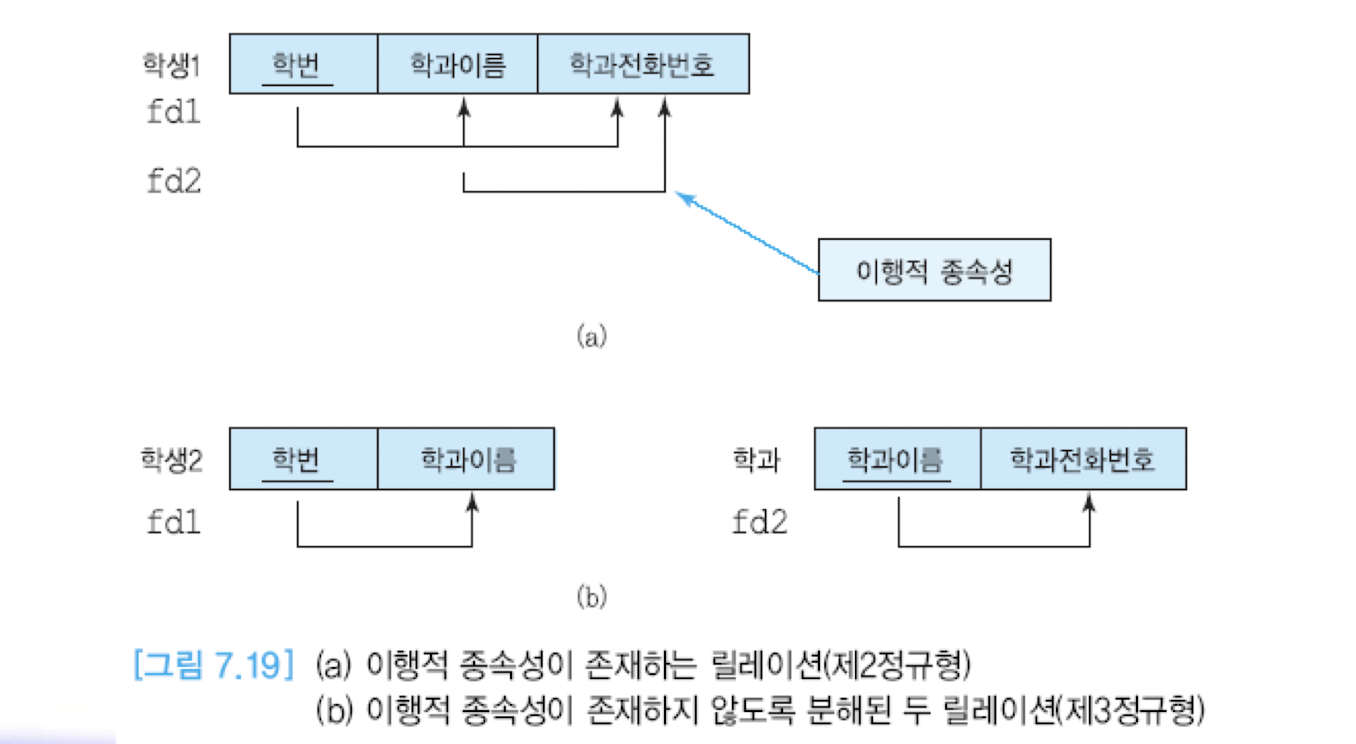 학생1 학번 학과이름 학과전화번호
fd1
fd2
이행적 종속성
(a)
학생2 학번 학과이름
fd1
학과 학과이름 학과전화번호
fd2
(b)
[그림 7.19] (a) 이행적 종속성이 존재하는 릴레이션(제2정규형)
(b) 이행적 종속성이 존재하지 않도록 분해된 두 릴레이션(제3정규형)